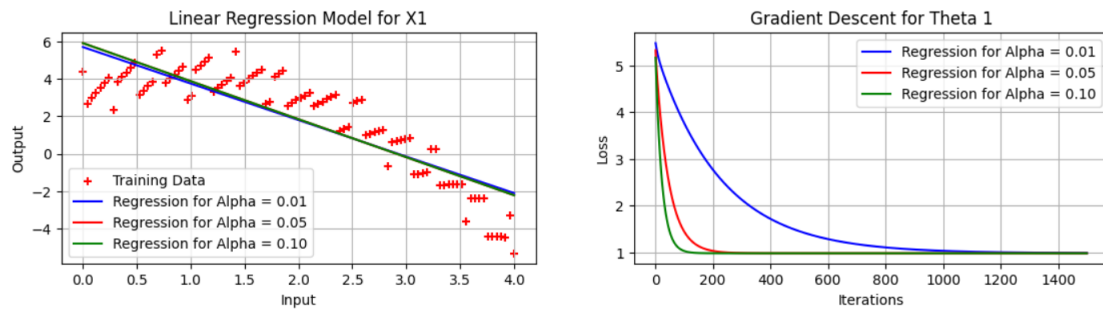 Linear Regression Model for X1
6
4
2
0
−2
−4
Output
Training Data
Regression for Alpha = 0.01
Regression for Alpha = 0.05
Regression for Alpha = 0.10
0.0 0.5 1.0 1.5 2.0 2.5 3.0 3.5 4.0
Input
Gradient Descent for Theta 1
Regression for Alpha = 0.01
Regression for Alpha = 0.05
Regression for Alpha = 0.10
5
4
3
2
1
Loss
0 200 400 600 800 1000 1200 1400
Iterations